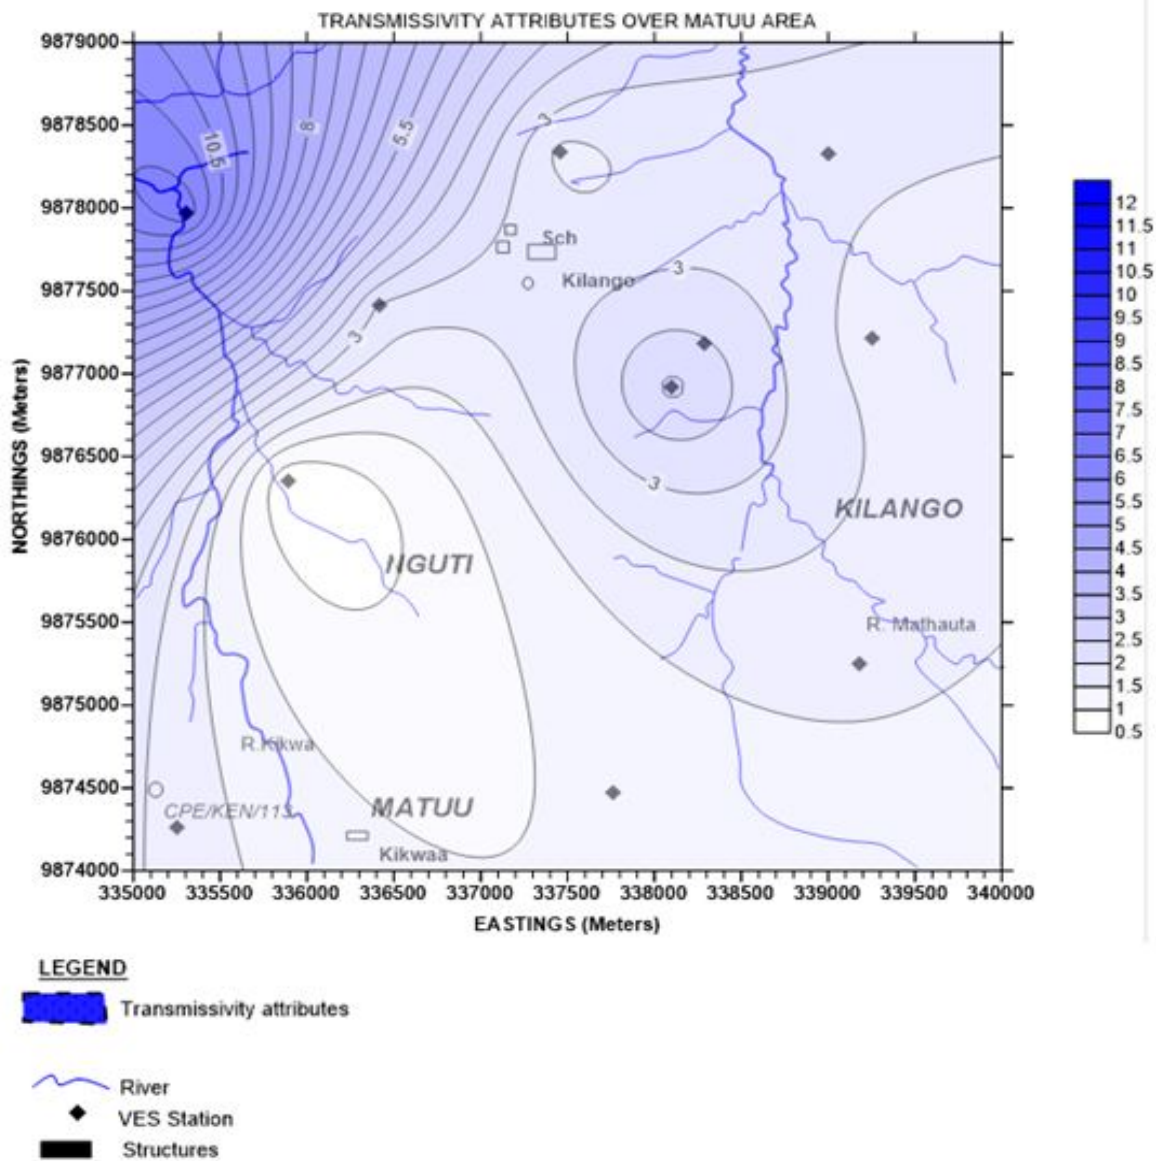 TRANSMISSIVITY ATTRIBUTES OVER MATUU AREA
9879000
9878500
9878000
9877500
9877000
9876500
9876000
9875500
9875000
9874500
9874000
NORTHINGS (Meters)
10.5
8
5.5
3
Sch
Kilango
3
3
3
KILANGO
NGUTI
R. Mathauta
R.Kikwa
CPE/KEN/113
MATUU
Kikwaa
335000 335500 336000 336500 337000 337500 338000 338500 339000 339500 340000
EASTINGS (Meters)
12
11.5
11
10.5
10
9.5
9
8.5
8
7.5
7
6.5
6
5.5
5
4.5
4
3.5
3
2.5
2
1.5
1
0.5
LEGEND
Transmissivity attributes
River
VES Station
Structures